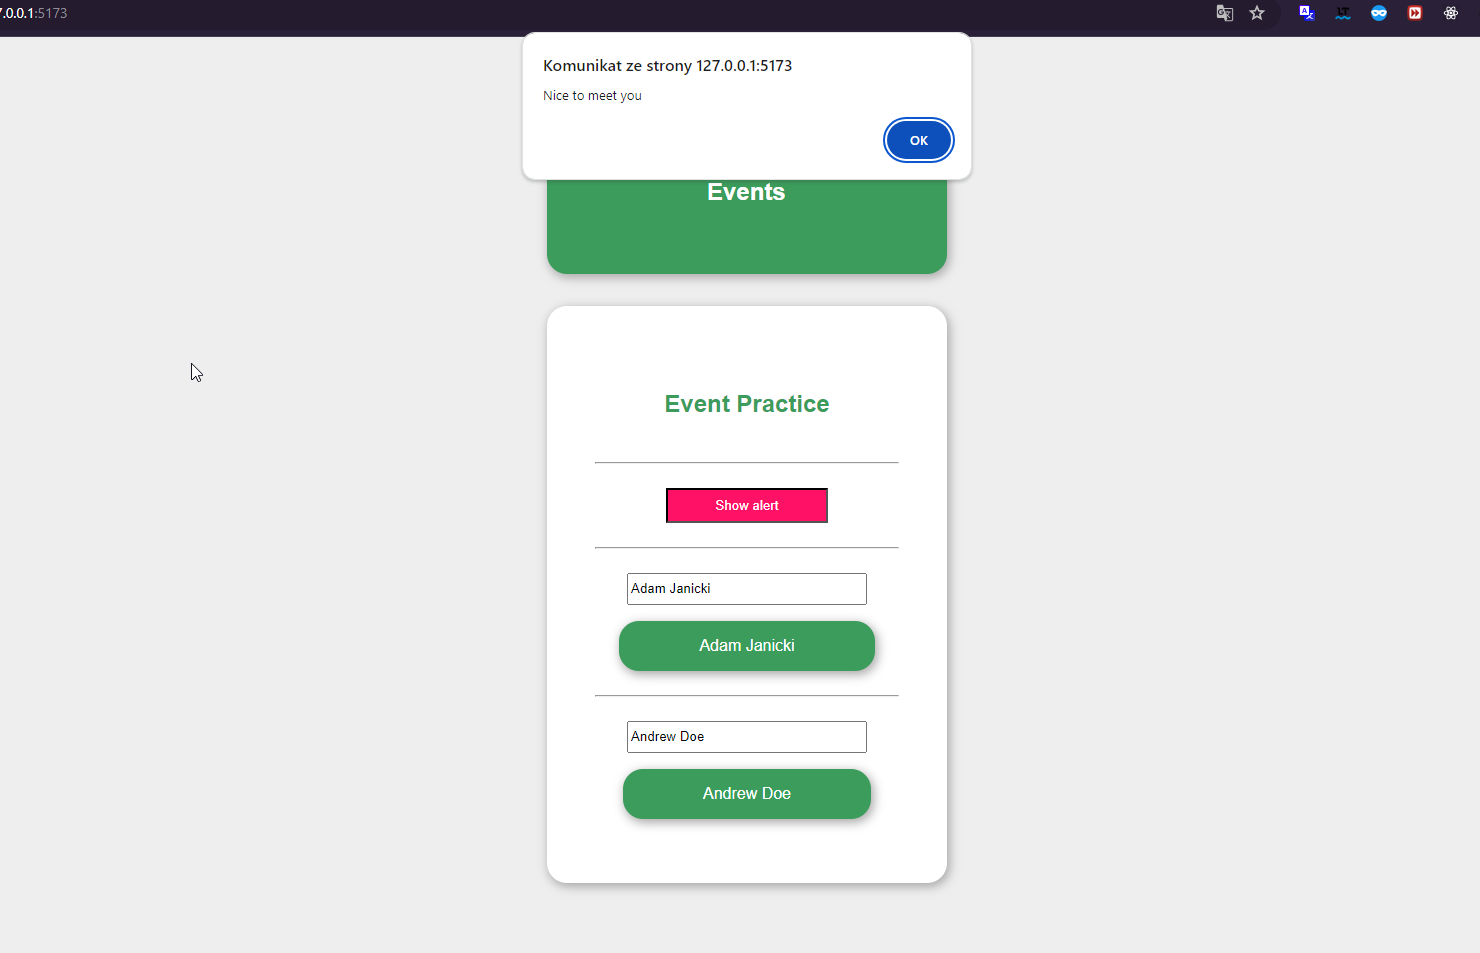 7.0.0.1:5173
Komunikat ze strony 127.0.0.1:5173
Nice to meet you
OK
Events
Event Practice
Show alert
Adam Janicki
Adam Janicki
Andrew Doe
Andrew Doe